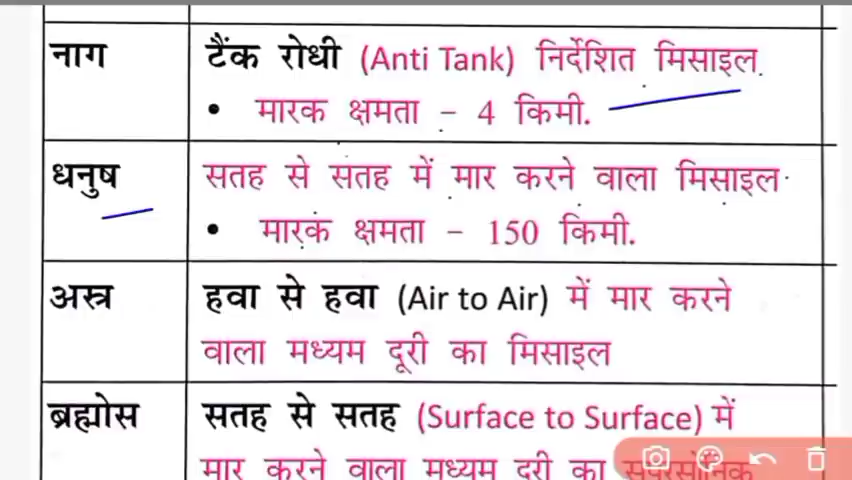 नाग
टैंक रोधी (Anti Tank) निर्देशित मिसाइल
• मारक क्षमता – 4 किमी.
धनुष
सतह से सतह में मार करने वाला मिसाइल
• मारक क्षमता – 150 किमी.
अस्त्र
हवा से हवा (Air to Air) में मार करने
वाला मध्यम दूरी का मिसाइल
ब्रह्मोस
सतह से सतह (Surface to Surface) में
मार करने वाला मध्यम दूरी का सुपरसोनिक